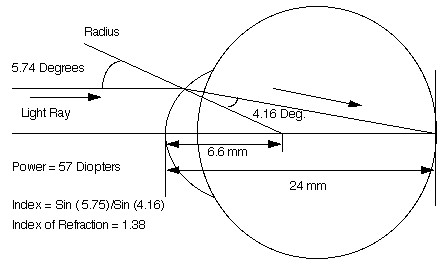 Radius
5.74 Degrees
Light Ray
4.16 Deg.
6.6 mm
Power = 57 Diopters
24 mm
Index = Sin ( 5.75)/Sin (4.16)
Index of Refraction = 1.38